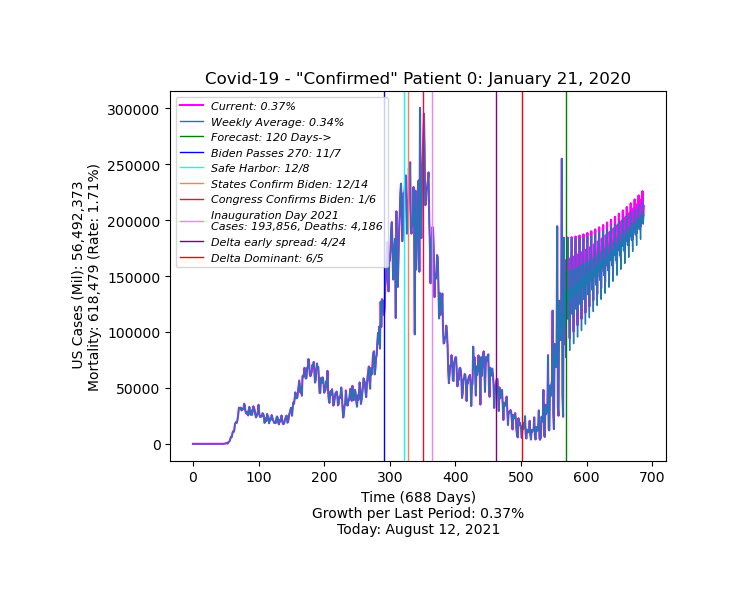 Covid-19 - "Confirmed" Patient 0: January 21, 2020
US Cases (Mil): 56,492,373
Mortality: 618,479 (Rate: 1.71%)
300000
250000
200000
150000
100000
50000
0
Current: 0.37%
Weekly Average: 0.34%
Forecast: 120 Days->
Biden Passes 270: 11/7
Safe Harbor: 12/8
States Confirm Biden: 12/14
Congress Confirms Biden: 1/6
Inauguration Day 2021
Cases: 193,856, Deaths: 4,186
Delta early spread: 4/24
Delta Dominant: 6/5
0 100 200 300 400 500 600 700
Time (688 Days)
Growth per Last Period: 0.37%
Today: August 12, 2021